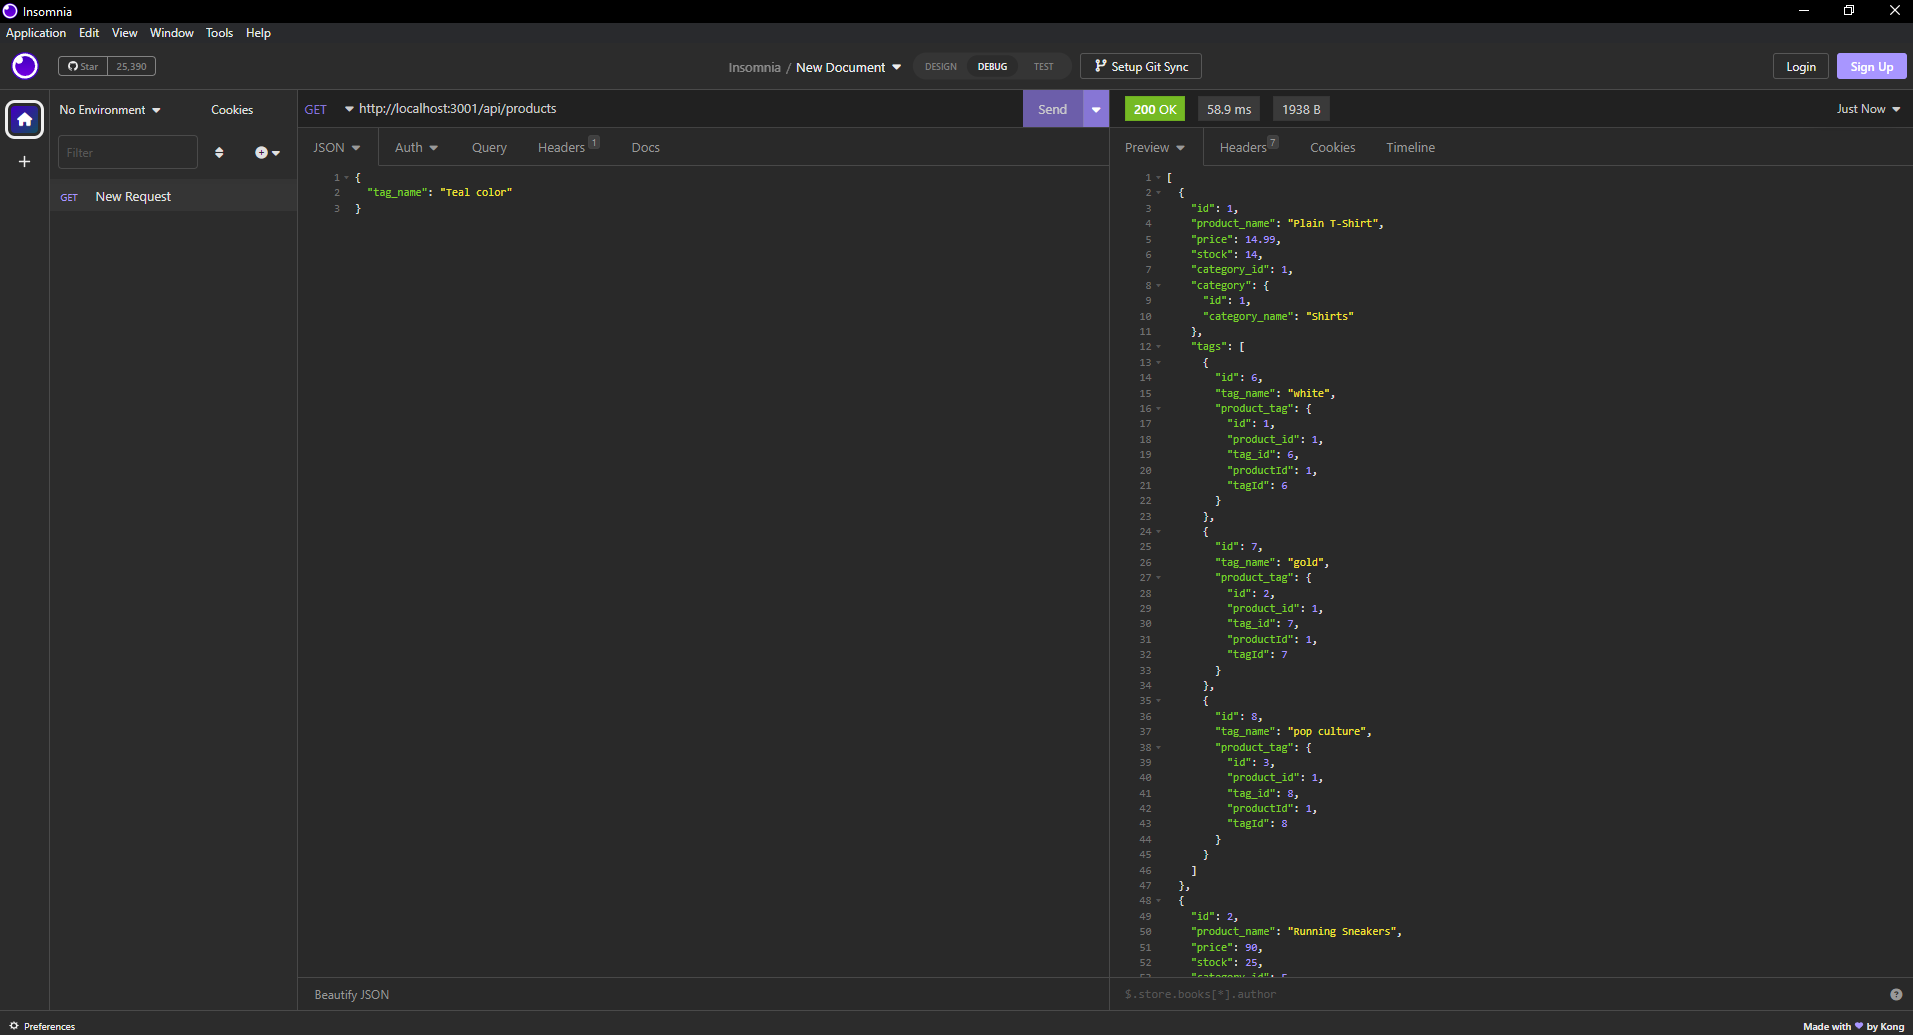 Insomnia
Application Edit View Window Tools Help
Star 25,390
Insomnia / New Document DESIGN DEBUG TEST Setup Git Sync Login Sign Up
No Environment Cookies
Filter
GET New Request
GET http://localhost:3001/api/products Send
JSON Auth Query Headers 1 Docs
1 {
2 "tag_name": "Teal color"
3 }
Beautify JSON
200 OK 58.9 ms 1938 B Just Now
Preview Headers 7 Cookies Timeline
1 [
2 {
3 "id": 1,
4 "product_name": "Plain T-Shirt",
5 "price": 14.99,
6 "stock": 14,
7 "category_id": 1,
8 "category": {
9 "id": 1,
10 "category_name": "Shirts"
11 },
12 "tags": [
13 {
14 "id": 6,
15 "tag_name": "white",
16 "product_tag": {
17 "id": 1,
18 "product_id": 1,
19 "tag_id": 6,
20 "productId": 1,
21 "tagId": 6
22 }
23 },
24 {
25 "id": 7,
26 "tag_name": "gold",
27 "product_tag": {
28 "id": 2,
29 "product_id": 1,
30 "tag_id": 7,
31 "productId": 1,
32 "tagId": 7
33 }
34 },
35 {
36 "id": 8,
37 "tag_name": "pop culture",
38 "product_tag": {
39 "id": 3,
40 "product_id": 1,
41 "tag_id": 8,
42 "productId": 1,
43 "tagId": 8
44 }
45 }
46 ]
47 },
48 {
49 "id": 2,
50 "product_name": "Running Sneakers",
51 "price": 90,
52 "stock": 25,
53 "category_id": 5
$.store.books[*].author
Preferences
Made with by Kong